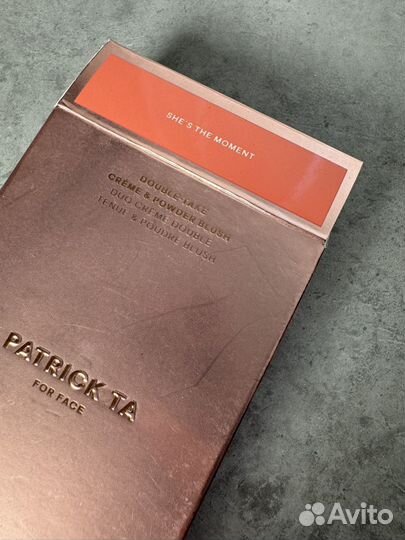 SHE'S THE MOMENT
DOUBLE-TAKE
CRÈME & POWDER BLUSH
DUO CRÈME DOUBLE
TENUE & POUDRE BLUSH
PATRICK TA
FOR FACE
Avito